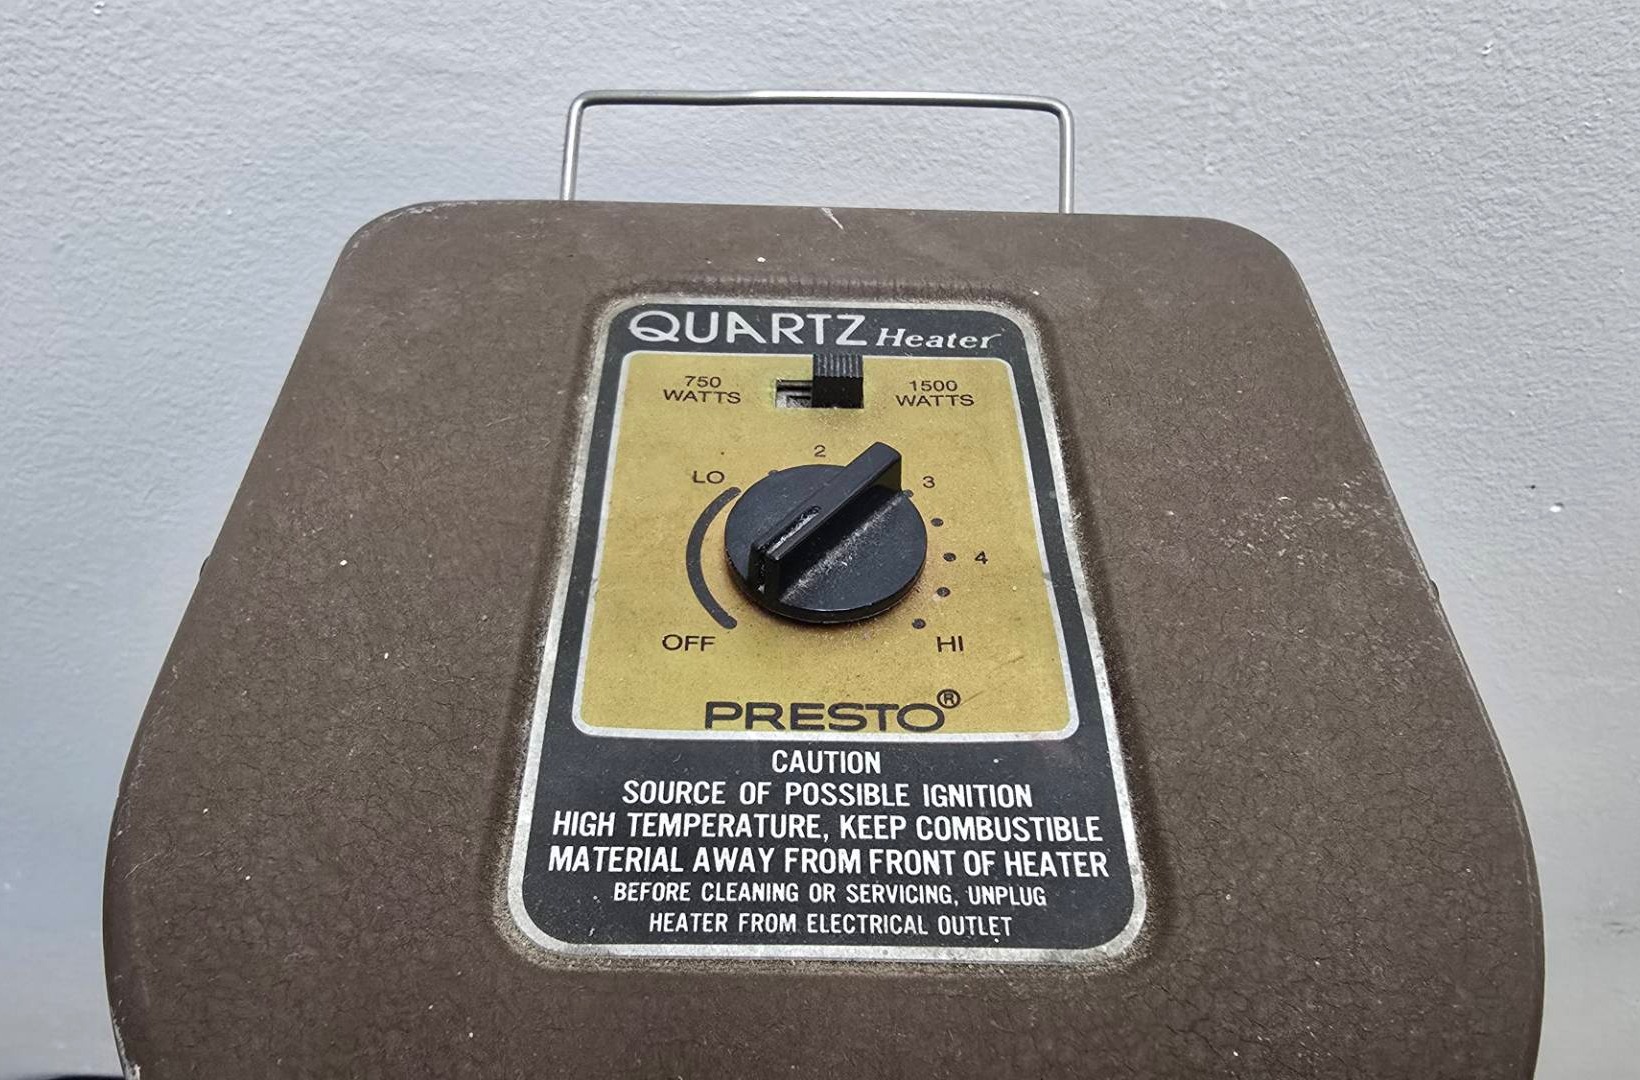 QUARTZ Heater
750 WATTS
1500 WATTS
LO
2
3
4
OFF
HI
PRESTO®
CAUTION
SOURCE OF POSSIBLE IGNITION
HIGH TEMPERATURE, KEEP COMBUSTIBLE
MATERIAL AWAY FROM FRONT OF HEATER
BEFORE CLEANING OR SERVICING, UNPLUG
HEATER FROM ELECTRICAL OUTLET